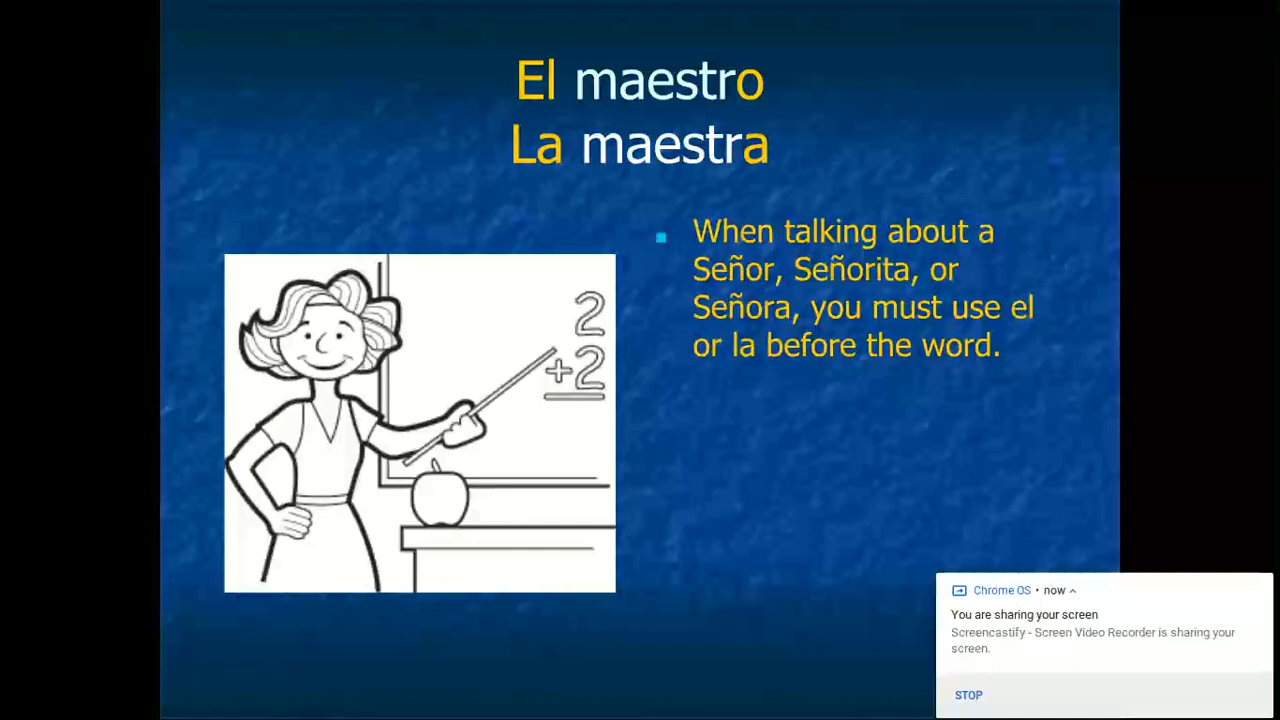 El maestro
La maestra
When talking about a
Señor, Señorita, or
Señora, you must use el
or la before the word.
2
+2
Chrome OS • now
You are sharing your screen
Screencastify - Screen Video Recorder is sharing your
screen.
STOP